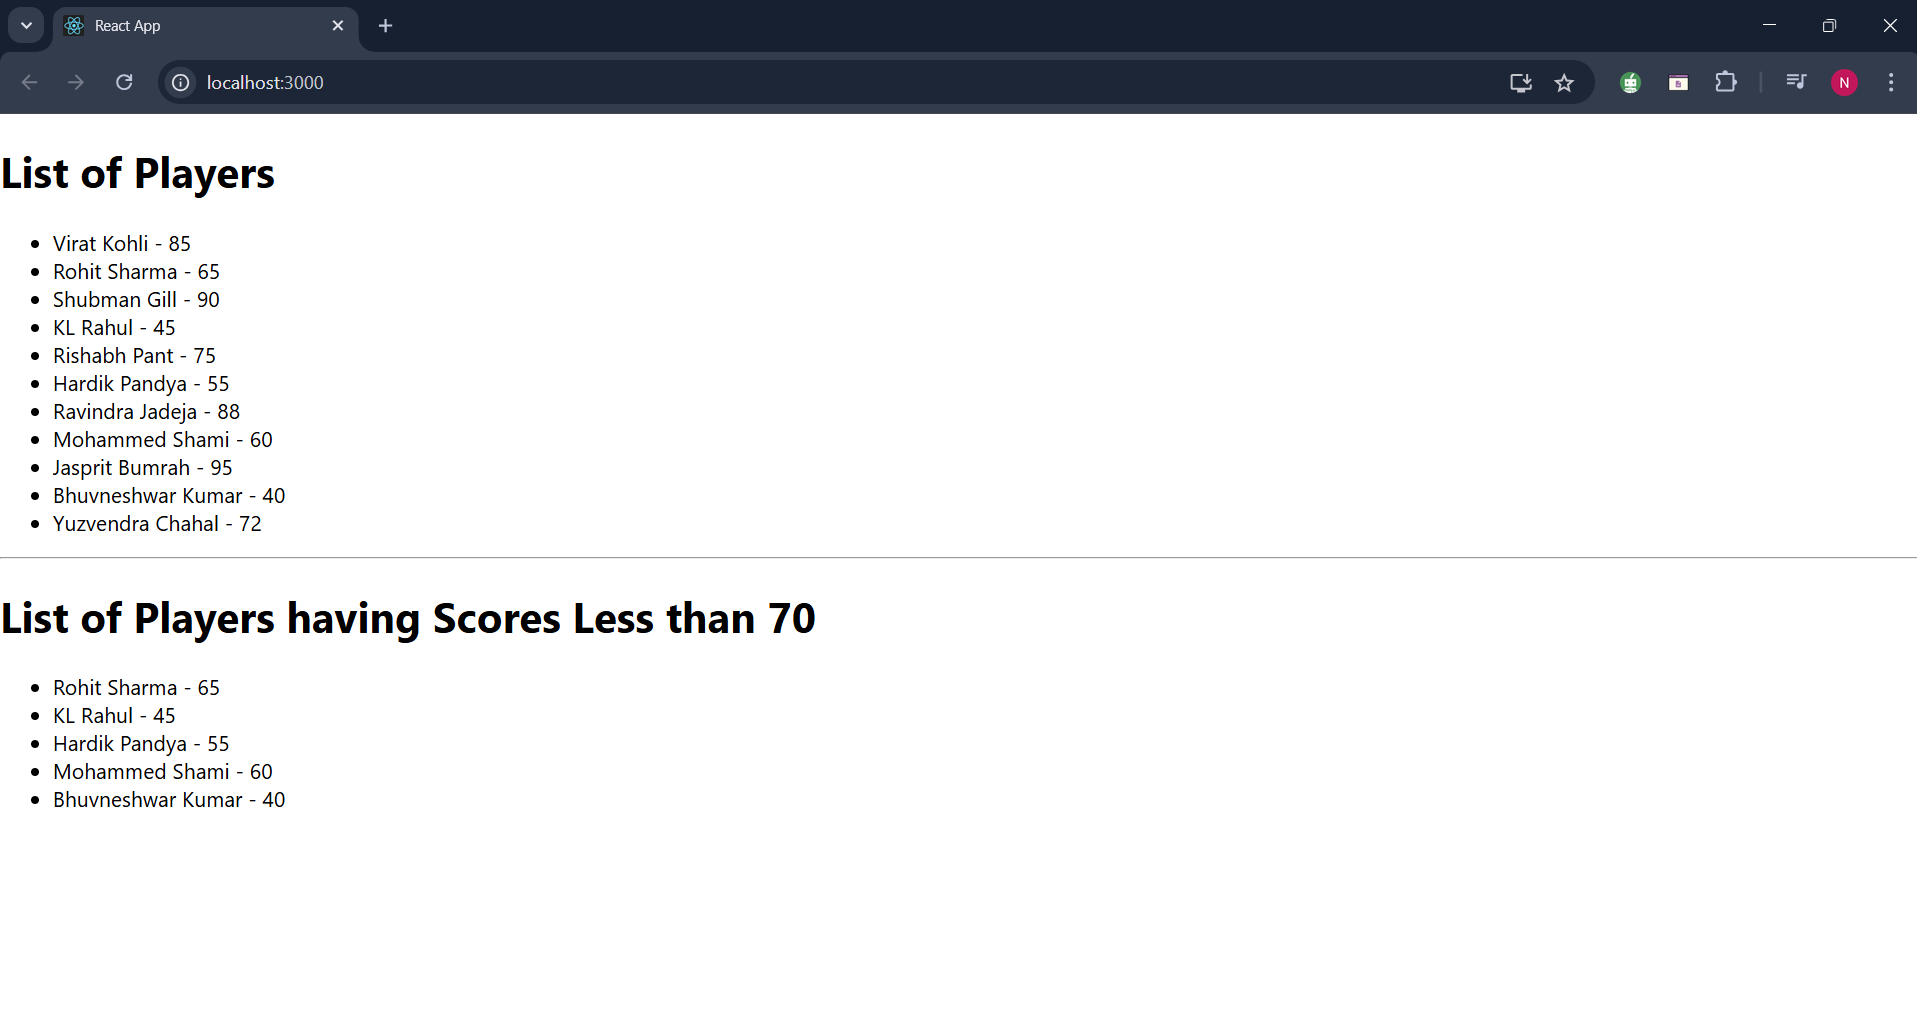 React App
localhost:3000
N
List of Players
Virat Kohli - 85
Rohit Sharma - 65
Shubman Gill - 90
KL Rahul - 45
Rishabh Pant - 75
Hardik Pandya - 55
Ravindra Jadeja - 88
Mohammed Shami - 60
Jasprit Bumrah - 95
Bhuvneshwar Kumar - 40
Yuzvendra Chahal - 72
List of Players having Scores Less than 70
Rohit Sharma - 65
KL Rahul - 45
Hardik Pandya - 55
Mohammed Shami - 60
Bhuvneshwar Kumar - 40